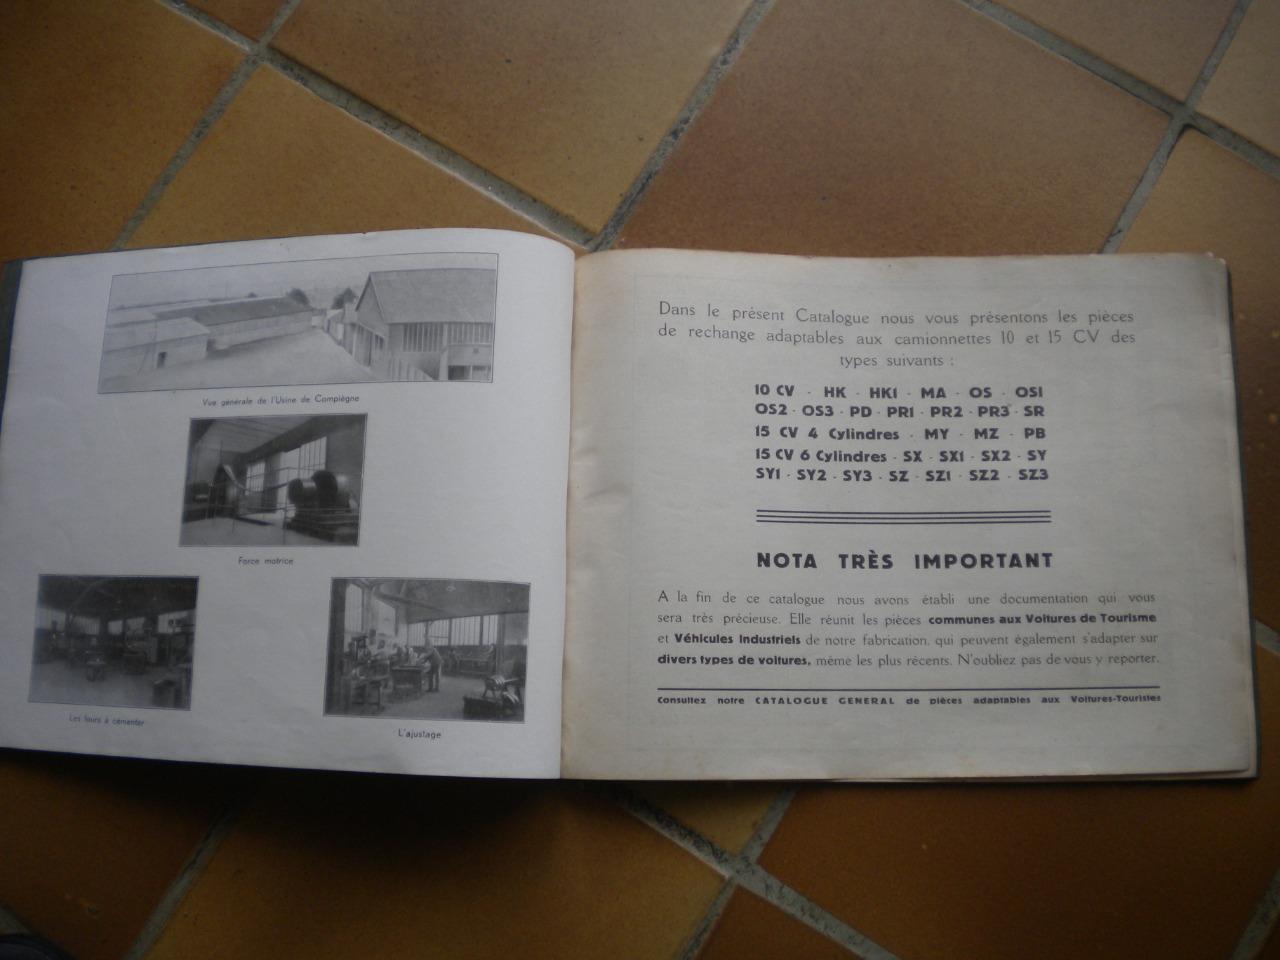 Vue générale de l'Usine de Compiègne
Force motrice
Les fours à cémenter
L'ajustage
Dans le présent Catalogue nous vous présentons les pièces
de rechange adaptables aux camionnettes 10 et 15 CV des
types suivants :
10 CV - HK - HK1 - MA - OS - OS1
OS2 - OS3 - PD - PR1 - PR2 - PR3 - SR
15 CV 4 Cylindres - MY - MZ - PB
15 CV 6 Cylindres - SX - SX1 - SX2 - SY
SY1 - SY2 - SY3 - SZ - SZ1 - SZ2 - SZ3
NOTA TRÈS IMPORTANT
A la fin de ce catalogue nous avons établi une documentation qui vous
sera très précieuse. Elle réunit les pièces communes aux Voitures de Tourisme
et Véhicules Industriels de notre fabrication, qui peuvent également s'adapter sur
divers types de voitures, même les plus récents. N'oubliez pas de vous y reporter.
Consultez notre CATALOGUE GENERAL de pièces adaptables aux Voitures-Touristes